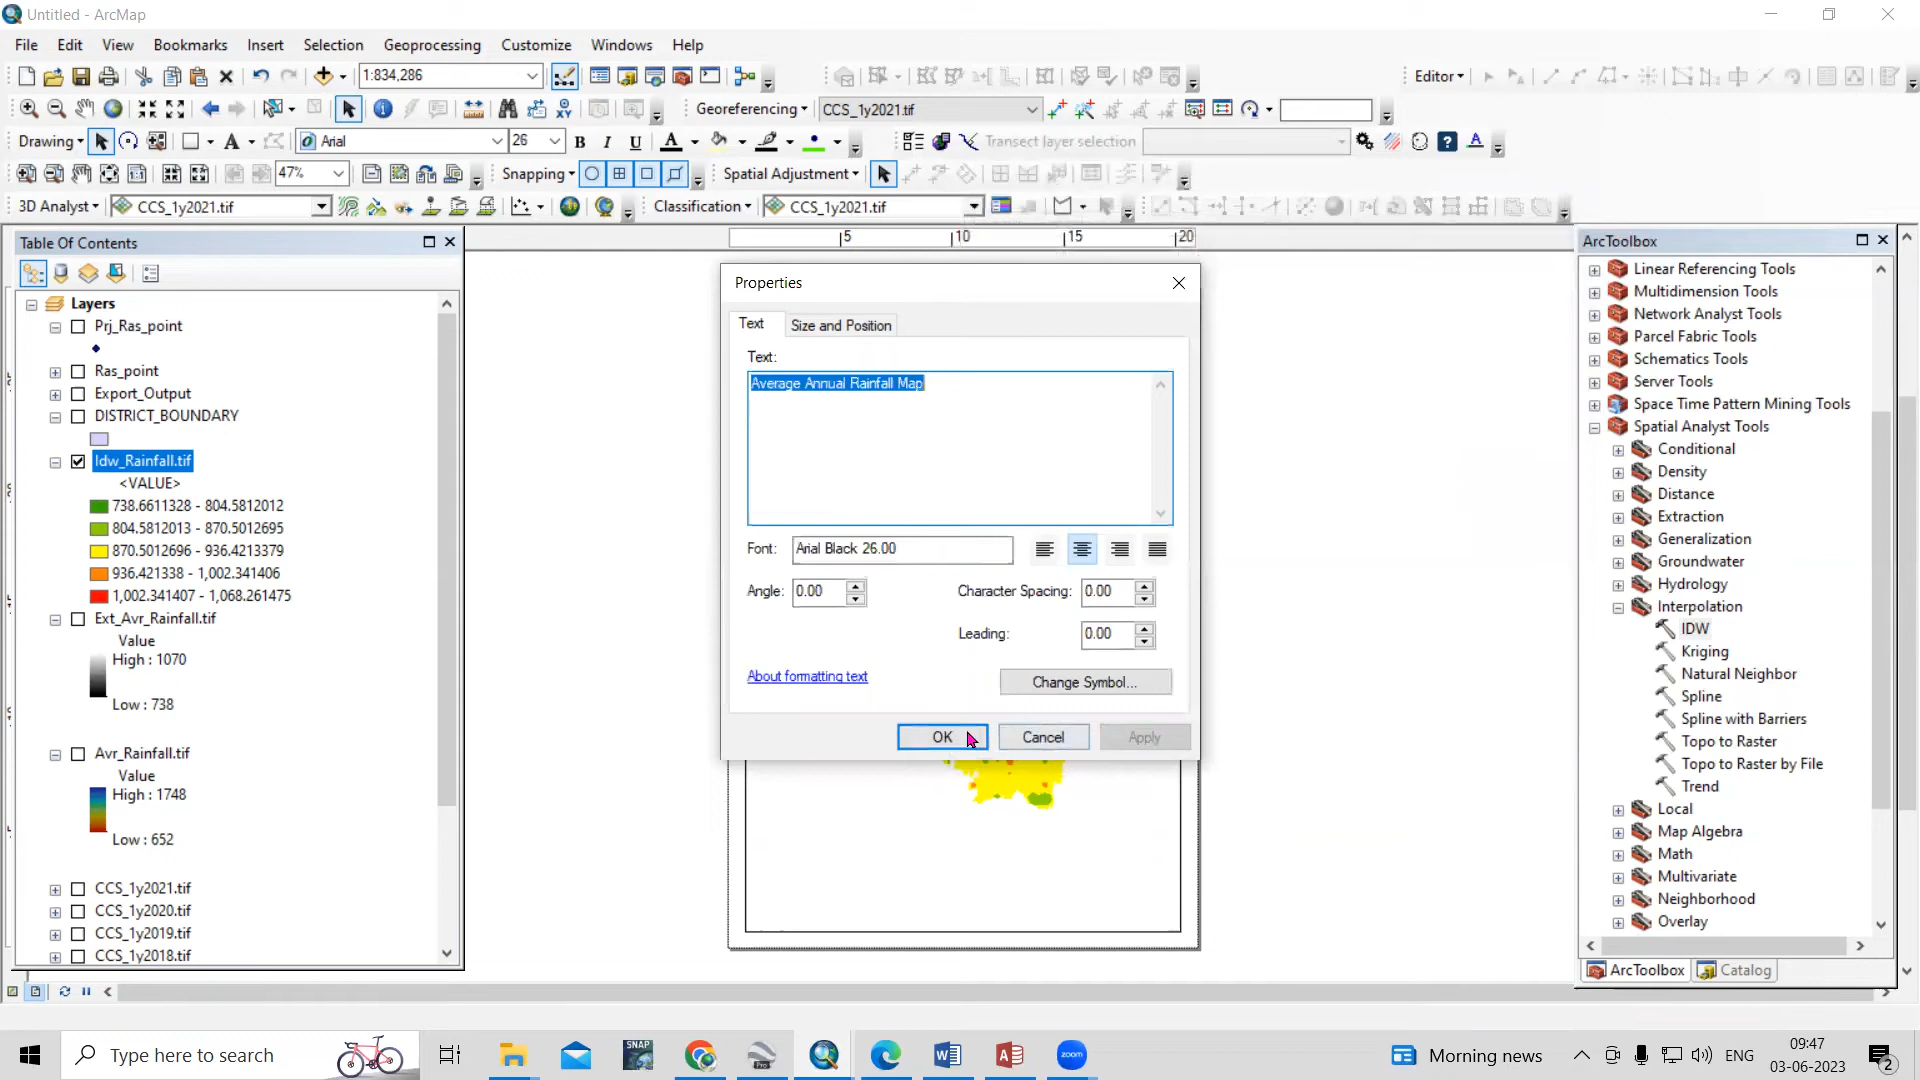 Untitled - ArcMap
File Edit View Bookmarks Insert Selection Geoprocessing Customize Windows Help
1:834,286 Editor
Georeferencing CCS_1y2021.tif
Drawing Arial 26 B I U A Transect layer selection
47% Snapping Spatial Adjustment
3D Analyst CCS_1y2021.tif Classification CCS_1y2021.tif
Table Of Contents
Layers
Prj_Ras_point
Ras_point
Export_Output
DISTRICT_BOUNDARY
Idw_Rainfall.tif
<VALUE>
738.6611328 - 804.5812012
804.5812013 - 870.5012695
870.5012696 - 936.4213379
936.421338 - 1,002.341406
1,002.341407 - 1,068.261475
Ext_Avr_Rainfall.tif
Value
High : 1070
Low : 738
Avr_Rainfall.tif
Value
High : 1748
Low : 652
CCS_1y2021.tif
CCS_1y2020.tif
CCS_1y2019.tif
CCS_1y2018.tif
5 10 15 20
Properties
Text Size and Position
Text:
Average Annual Rainfall Map
Font: Arial Black 26.00
Angle: 0.00 Character Spacing: 0.00
Leading: 0.00
About formatting text Change Symbol...
OK Cancel Apply
ArcToolbox
Linear Referencing Tools
Multidimension Tools
Network Analyst Tools
Parcel Fabric Tools
Schematics Tools
Server Tools
Space Time Pattern Mining Tools
Spatial Analyst Tools
Conditional
Density
Distance
Extraction
Generalization
Groundwater
Hydrology
Interpolation
IDW
Kriging
Natural Neighbor
Spline
Spline with Barriers
Topo to Raster
Topo to Raster by File
Trend
Local
Map Algebra
Math
Multivariate
Neighborhood
Overlay
ArcToolbox Catalog
Type here to search
SNAP
Pro
zoom
Morning news
ENG
09:47
03-06-2023
2